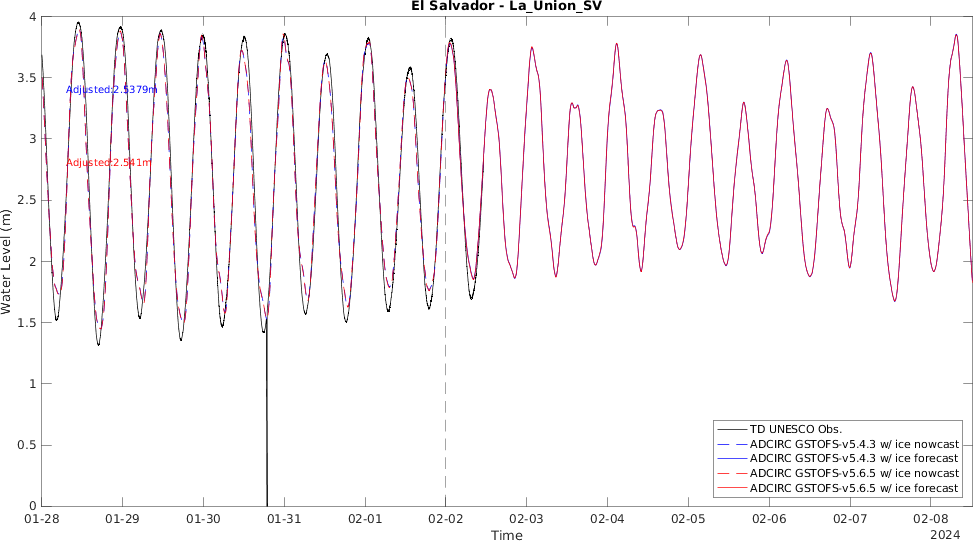 El Salvador - La_Union_SV
4
3.5
3
2.5
2
1.5
1
0.5
0
Water Level (m)
Adjusted:2.5379m
Adjusted:2.541m
TD UNESCO Obs.
ADCIRC GSTOFS-v5.4.3 w/ ice nowcast
ADCIRC GSTOFS-v5.4.3 w/ ice forecast
ADCIRC GSTOFS-v5.6.5 w/ ice nowcast
ADCIRC GSTOFS-v5.6.5 w/ ice forecast
01-28 01-29 01-30 01-31 02-01 02-02 02-03 02-04 02-05 02-06 02-07 02-08
Time
2024